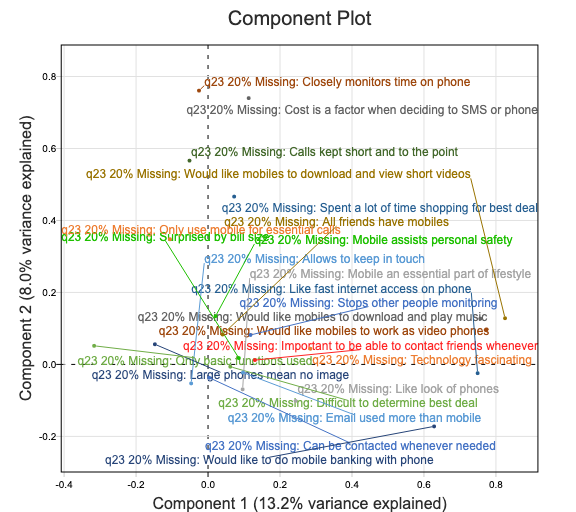 Component Plot
0.8
q23 20% Missing: Closely monitors time on phone
q23 20% Missing: Cost is a factor when deciding to SMS or phone
0.6
q23 20% Missing: Calls kept short and to the point
q23 20% Missing: Would like mobiles to download and view short videos
q23 20% Missing: Spent a lot of time shopping for best deal
0.4
q23 20% Missing: All friends have mobiles
q23 20% Missing: Only use mobile for essential calls
q23 20% Missing: Surprised by bill size
q23 20% Missing: Mobile assists personal safety
q23 20% Missing: Allows to keep in touch
q23 20% Missing: Mobile an essential part of lifestyle
0.2
q23 20% Missing: Like fast internet access on phone
q23 20% Missing: Stops other people monitoring
q23 20% Missing: Would like mobiles to download and play music
q23 20% Missing: Would like mobiles to work as video phones
q23 20% Missing: Important to be able to contact friends whenever
0.0
q23 20% Missing: Only basic functions used
q23 20% Missing: Technology fascinating
q23 20% Missing: Large phones mean no image
q23 20% Missing: Like look of phones
q23 20% Missing: Difficult to determine best deal
q23 20% Missing: Email used more than mobile
-0.2
q23 20% Missing: Can be contacted whenever needed
q23 20% Missing: Would like to do mobile banking with phone
-0.4
-0.2
0.0
0.2
0.4
0.6
0.8
Component 1 (13.2% variance explained)
Component 2 (8.0% variance explained)